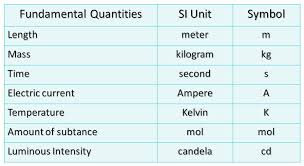 Fundamental Quantities SI Unit Symbol
Length meter m
Mass kilogram kg
Time second s
Electric current Ampere A
Temperature Kelvin K
Amount of subtance mol mol
Luminous Intensity candela cd